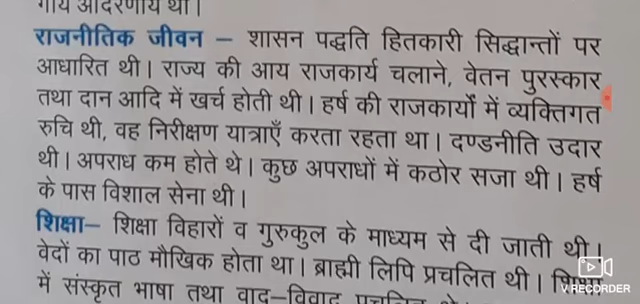 गाय आदरणीय था।
राजनीतिक जीवन – शासन पद्धति हितकारी सिद्धान्तों पर
आधारित थी। राज्य की आय राजकार्य चलाने, वेतन पुरस्कार
तथा दान आदि में खर्च होती थी। हर्ष की राजकार्यों में व्यक्तिगत
रुचि थी, वह निरीक्षण यात्राएँ करता रहता था। दण्डनीति उदार
थी। अपराध कम होते थे। कुछ अपराधों में कठोर सजा थी। हर्ष
के पास विशाल सेना थी।
शिक्षा– शिक्षा विहारों व गुरुकुल के माध्यम से दी जाती थी।
वेदों का पाठ मौखिक होता था। ब्राह्मी लिपि प्रचलित थी।
में संस्कृत भाषा तथा वाद–विवाद
V RECORDER